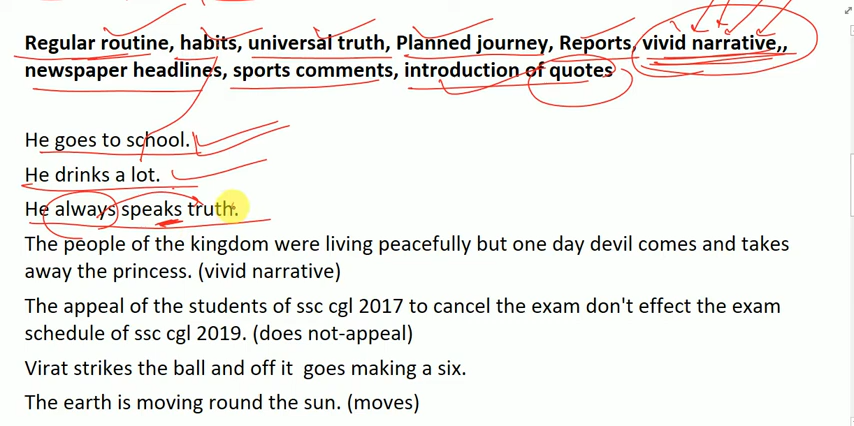 Regular routine, habits, universal truth, Planned journey, Reports, vivid narrative,,
newspaper headlines, sports comments, introduction of quotes
He goes to school.
He drinks a lot.
He always speaks truth.
The people of the kingdom were living peacefully but one day devil comes and takes
away the princess. (vivid narrative)
The appeal of the students of ssc cgl 2017 to cancel the exam don't effect the exam
schedule of ssc cgl 2019. (does not-appeal)
Virat strikes the ball and off it goes making a six.
The earth is moving round the sun. (moves)